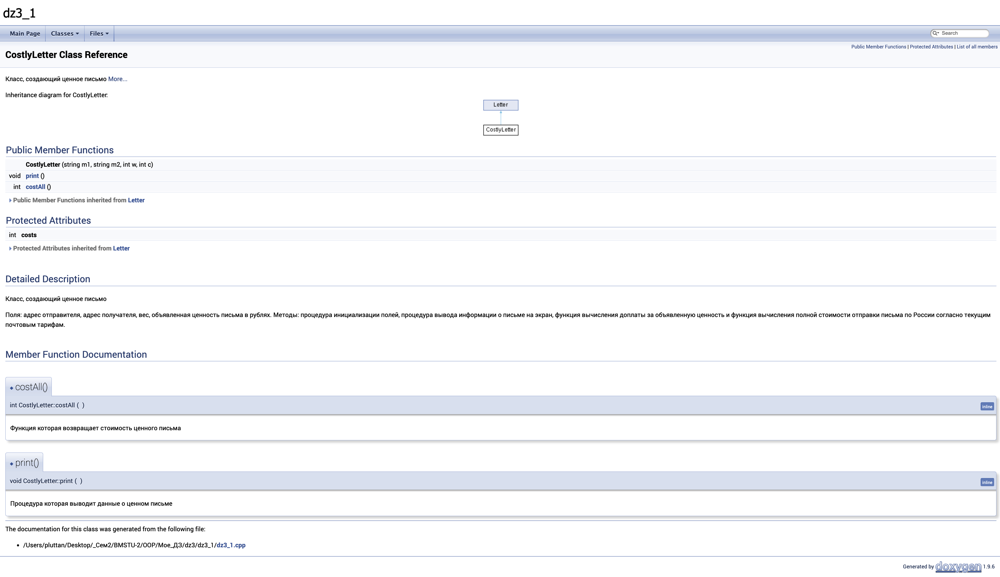 dz3_1
Main Page
Classes
Files
Search
Public Member Functions | Protected Attributes | List of all members
CostlyLetter Class Reference
Класс, создающий ценное письмо More...
Inheritance diagram for CostlyLetter:
Letter
CostlyLetter
Public Member Functions
CostlyLetter (string m1, string m2, int w, int c)
void print ()
int costAll ()
Public Member Functions inherited from Letter
Protected Attributes
int costs
Protected Attributes inherited from Letter
Detailed Description
Класс, создающий ценное письмо
Поля: адрес отправителя, адрес получателя, вес, объявленная ценность письма в рублях. Методы: процедура инициализации полей, процедура вывода информации о письме на экран, функция вычисления доплаты за объявленную ценность и функция вычисления полной стоимости отправки письма по России согласно текущим
почтовым тарифам.
Member Function Documentation
◆ costAll()
int CostlyLetter::costAll ( )
inline
Функция которая возвращает стоимость ценного письма
◆ print()
void CostlyLetter::print ( )
inline
Процедура которая выводит данные о ценном письме
The documentation for this class was generated from the following file:
• /Users/pluttan/Desktop/_Сем2/BMSTU-2/OOP/Мое_ДЗ/dz3/dz3_1/dz3_1.cpp
Generated by doxygen 1.9.6